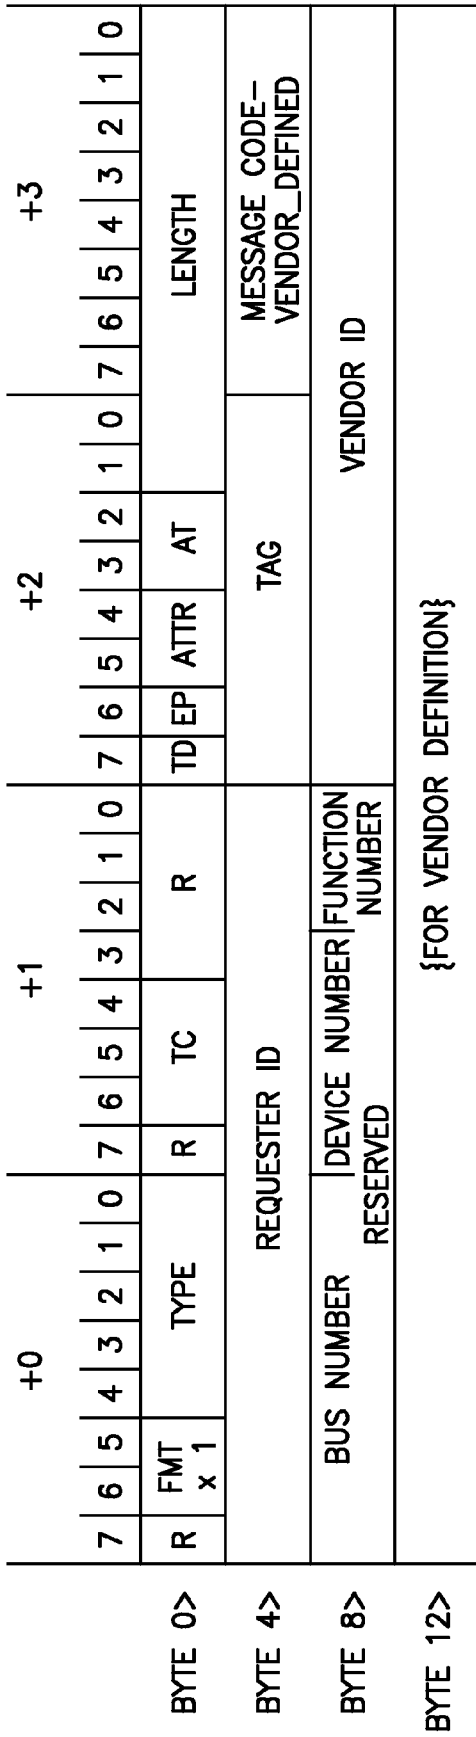 +0 +1 +2 +3
7 6 5 4 3 2 1 0 7 6 5 4 3 2 1 0 7 6 5 4 3 2 1 0 7 6 5 4 3 2 1 0
BYTE 0> R FMT TYPE R TC R TD EP ATTR AT LENGTH
x 1
BYTE 4> REQUESTER ID TAG MESSAGE CODE–
VENDOR_DEFINED
BYTE 8> BUS NUMBER DEVICE NUMBER FUNCTION VENDOR ID
NUMBER
RESERVED
BYTE 12> {FOR VENDOR DEFINITION}